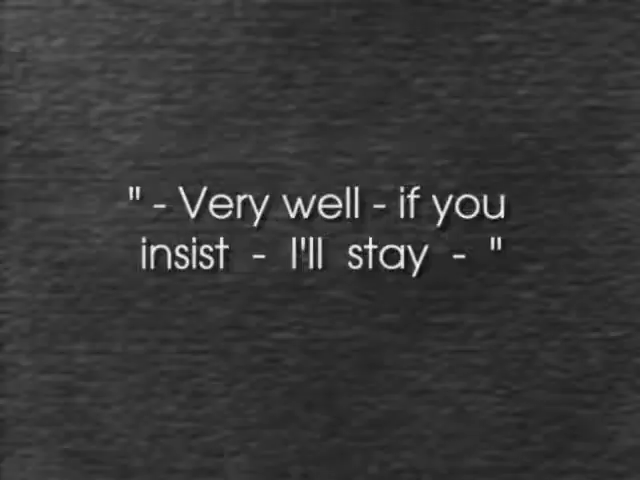 " - Very well - if you
insist - I'll stay - "